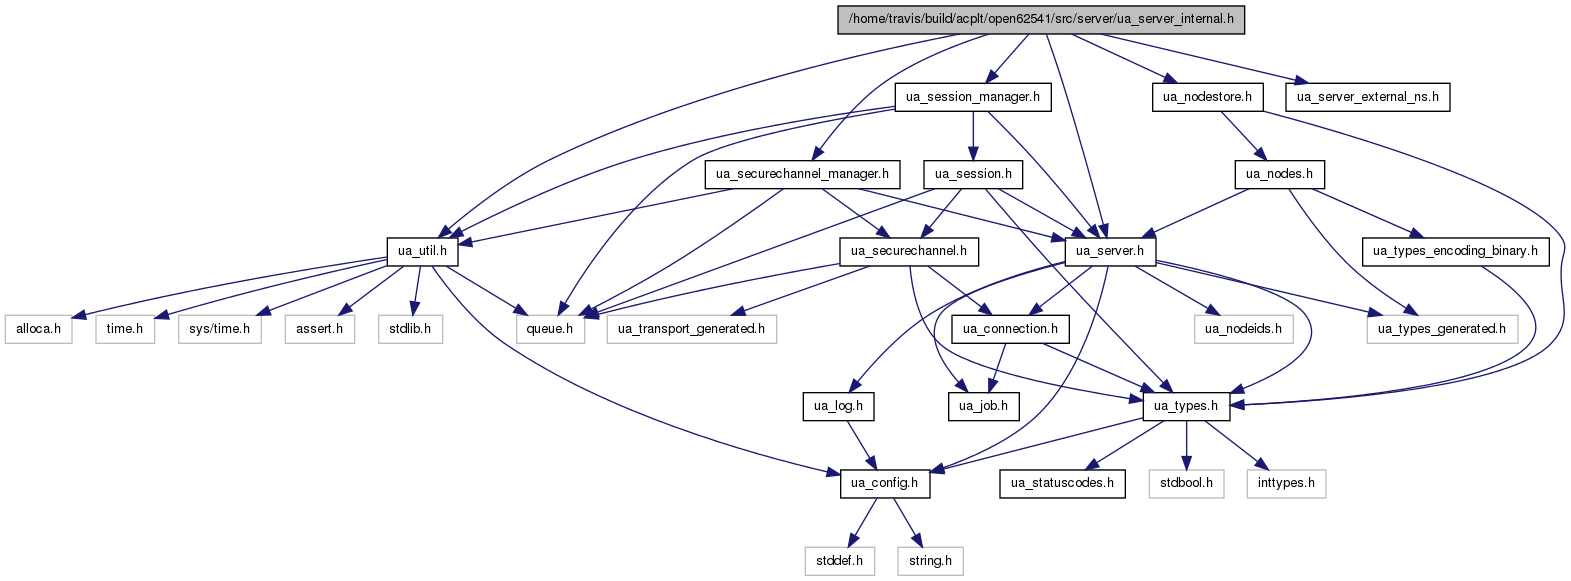 /home/travis/build/acplt/open62541/src/server/ua_server_internal.h
ua_session_manager.h
ua_nodestore.h
ua_server_external_ns.h
ua_securechannel_manager.h
ua_session.h
ua_nodes.h
ua_util.h
ua_securechannel.h
ua_server.h
ua_types_encoding_binary.h
alloca.h
time.h
sys/time.h
assert.h
stdlib.h
queue.h
ua_transport_generated.h
ua_connection.h
ua_nodeids.h
ua_types_generated.h
ua_log.h
ua_job.h
ua_types.h
ua_config.h
ua_statuscodes.h
stdbool.h
inttypes.h
stddef.h
string.h